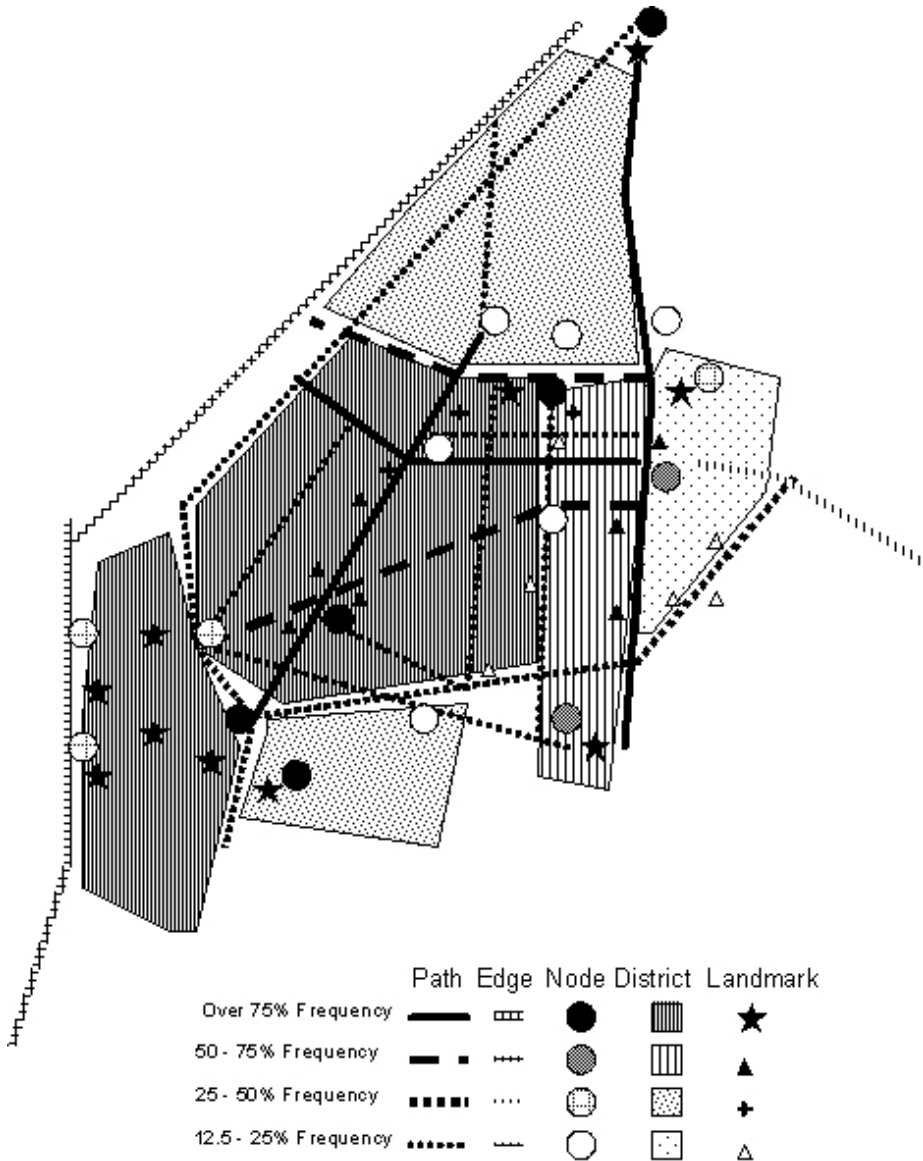 Path Edge Node District Landmark
Over 75% Frequency
50 - 75% Frequency
25 - 50% Frequency
12.5 - 25% Frequency